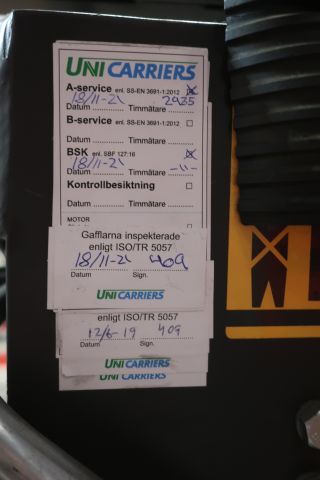 UNICARRIERS
A-service enl. SS-EN 3691-1:2012
18/11-21 2985
Datum Timmätare
B-service enl. SS-EN 3691-1:2012
Datum Timmätare
BSK enl. SBF 127:16
18/11-21 -11-
Datum Timmätare
Kontrollbesiktning
Datum Timmätare
MOTOR
Gafflarna inspekterade
enligt ISO/TR 5057
18/11-21 409
Datum Sign.
UNICARRIERS
enligt ISO/TR 5057
12/6-19 409
Datum Sign.
UNICARRIERS
UNICARRIERS